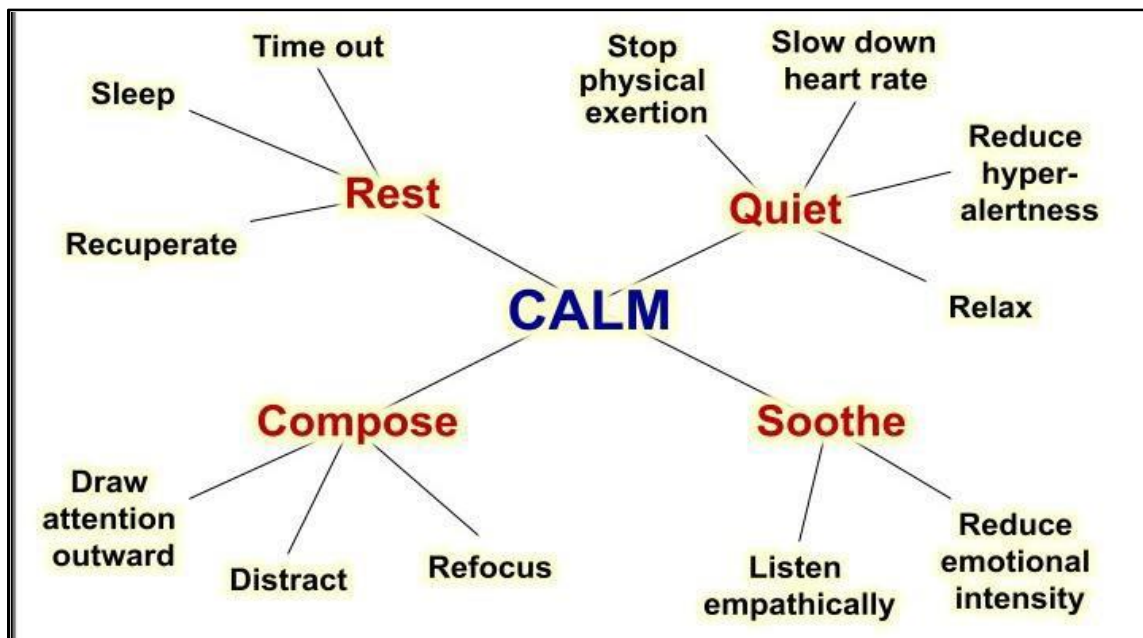 Time out
Sleep
Rest
Recuperate
Stop
physical
exertion
Slow down
heart rate
Reduce
hyper-
alertness
Quiet
Relax
CALM
Compose
Draw
attention
outward
Distract
Refocus
Soothe
Listen
empathically
Reduce
emotional
intensity